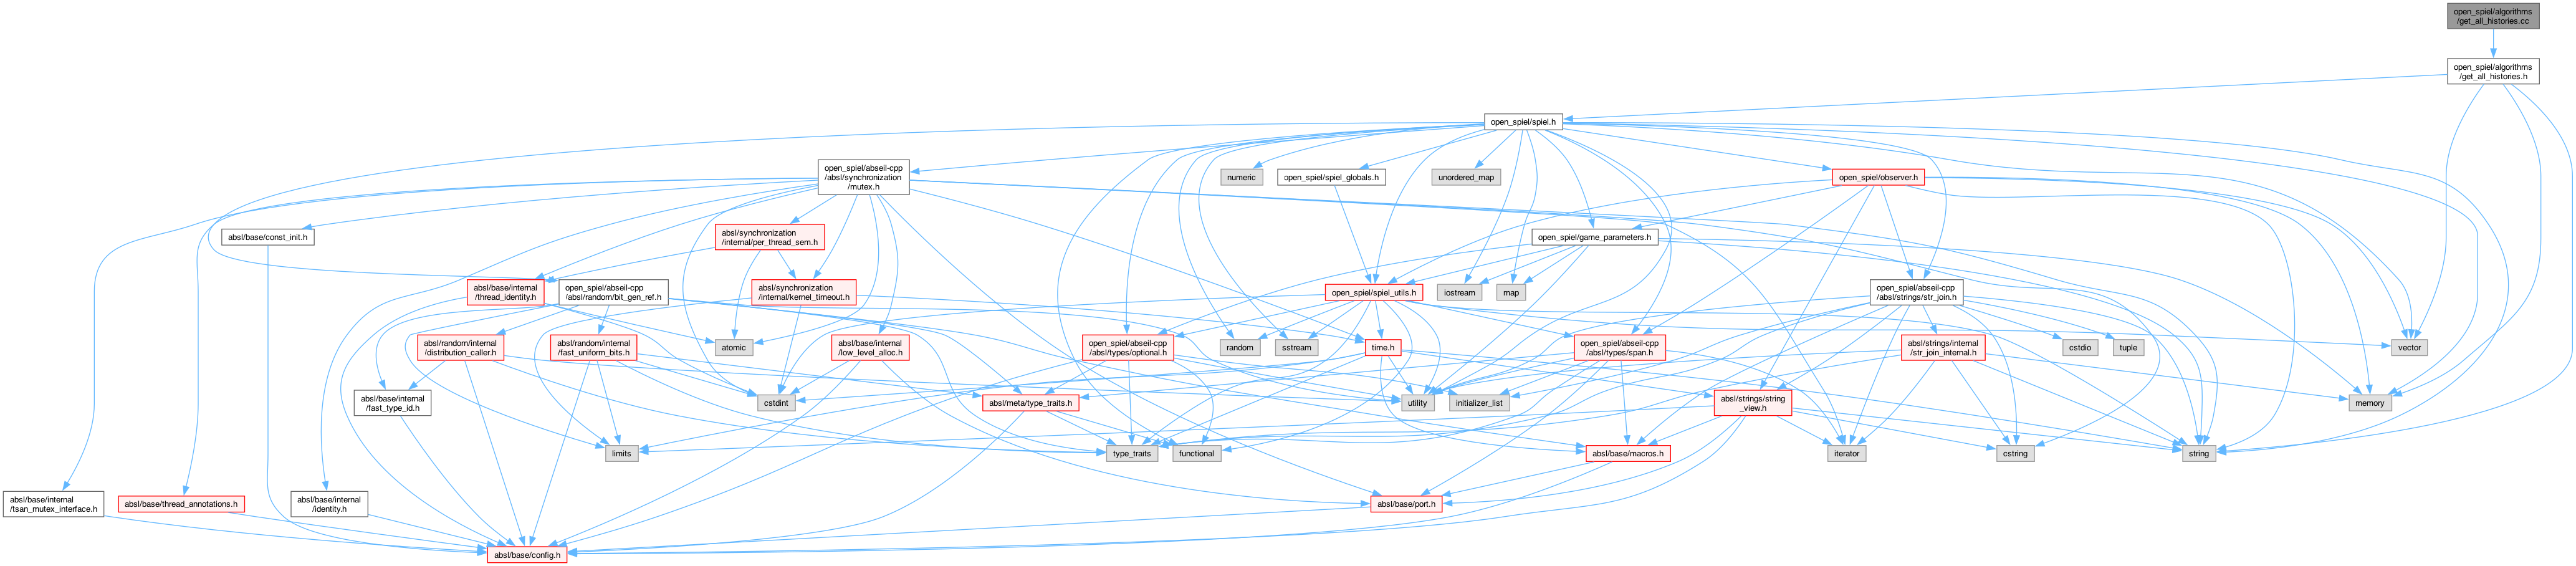 open_spiel/algorithms
/get_all_histories.cc
open_spiel/algorithms
/get_all_histories.h
open_spiel/spiel.h
open_spiel/abseil-cpp
/absl/synchronization
/mutex.h
numeric
open_spiel/spiel_globals.h
unordered_map
open_spiel/observer.h
absl/base/const_init.h
absl/synchronization
/internal/per_thread_sem.h
open_spiel/game_parameters.h
absl/base/internal
/thread_identity.h
open_spiel/abseil-cpp
/absl/random/bit_gen_ref.h
absl/synchronization
/internal/kernel_timeout.h
open_spiel/spiel_utils.h
iostream
map
open_spiel/abseil-cpp
/absl/strings/str_join.h
absl/random/internal
/distribution_caller.h
absl/random/internal
/fast_uniform_bits.h
atomic
absl/base/internal
/low_level_alloc.h
open_spiel/abseil-cpp
/absl/types/optional.h
random
sstream
time.h
open_spiel/abseil-cpp
/absl/types/span.h
absl/strings/internal
/str_join_internal.h
cstdio
tuple
vector
absl/base/internal
/fast_type_id.h
cstdint
absl/meta/type_traits.h
utility
initializer_list
absl/strings/string
_view.h
memory
limits
type_traits
functional
absl/base/macros.h
iterator
cstring
string
absl/base/internal
/tsan_mutex_interface.h
absl/base/thread_annotations.h
absl/base/internal
/identity.h
absl/base/port.h
absl/base/config.h